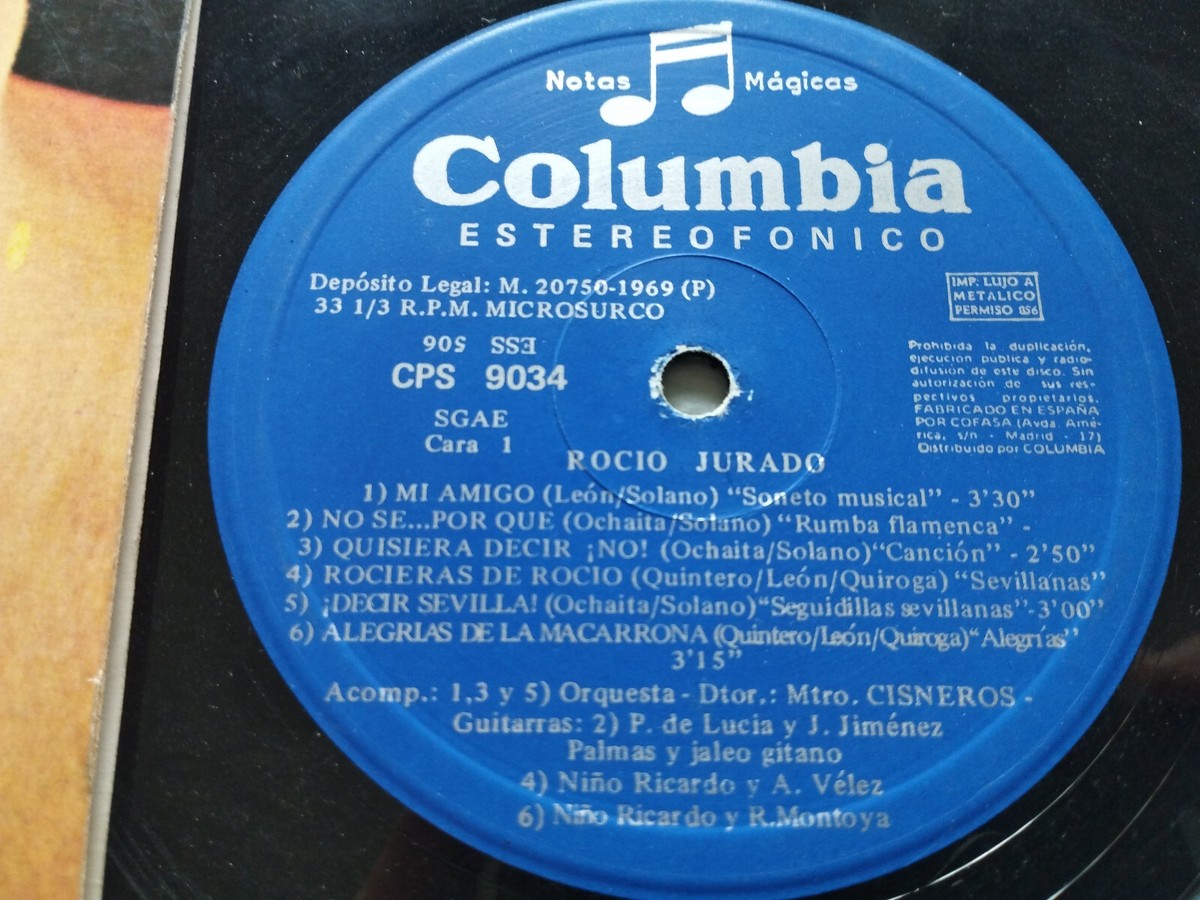 Notas Mágicas
Columbia
ESTEREOFONICO
Depósito Legal: M. 20750-1969 (P)
33 1/3 R.P.M. MICROSURCO
ESS 506
CPS 9034
SGAE
Cara 1
IMP: LUJO A
METALICO
PERMISO 056
Prohibida la duplicación,
ejecucion publica y radio-
difusión de este disco. Sin
autorización de sus res-
pectivos propietarios.
FABRICADO EN ESPAÑA
POR COFASA (Avda. Amé-
rica, s/n - Madrid - 17)
Distribuido por COLUMBIA
ROCIO JURADO
1) MI AMIGO (León/Solano) "Soneto musical" - 3'30"
2) NO SE...POR QUE (Ochaita/Solano) "Rumba flamenca" -
3) QUISIERA DECIR ¡NO! (Ochaita/Solano)"Canción" - 2'50"
4) ROCIERAS DE ROCIO (Quintero/León/Quiroga) "Sevillanas"
5) ¡DECIR SEVILLA! (Ochaita/Solano)"Seguidillas sevillanas"-3'00"
6) ALEGRIAS DE LA MACARRONA (Quintero/León/Quiroga)"Alegrías"
3'15"
Acomp.: 1,3 y 5) Orquesta - Dtor.: Mtro. CISNEROS -
Guitarras: 2) P. de Lucia y J. Jiménez
Palmas y jaleo gitano
4) Niño Ricardo y A. Vélez
6) Niño Ricardo y R.Montoya